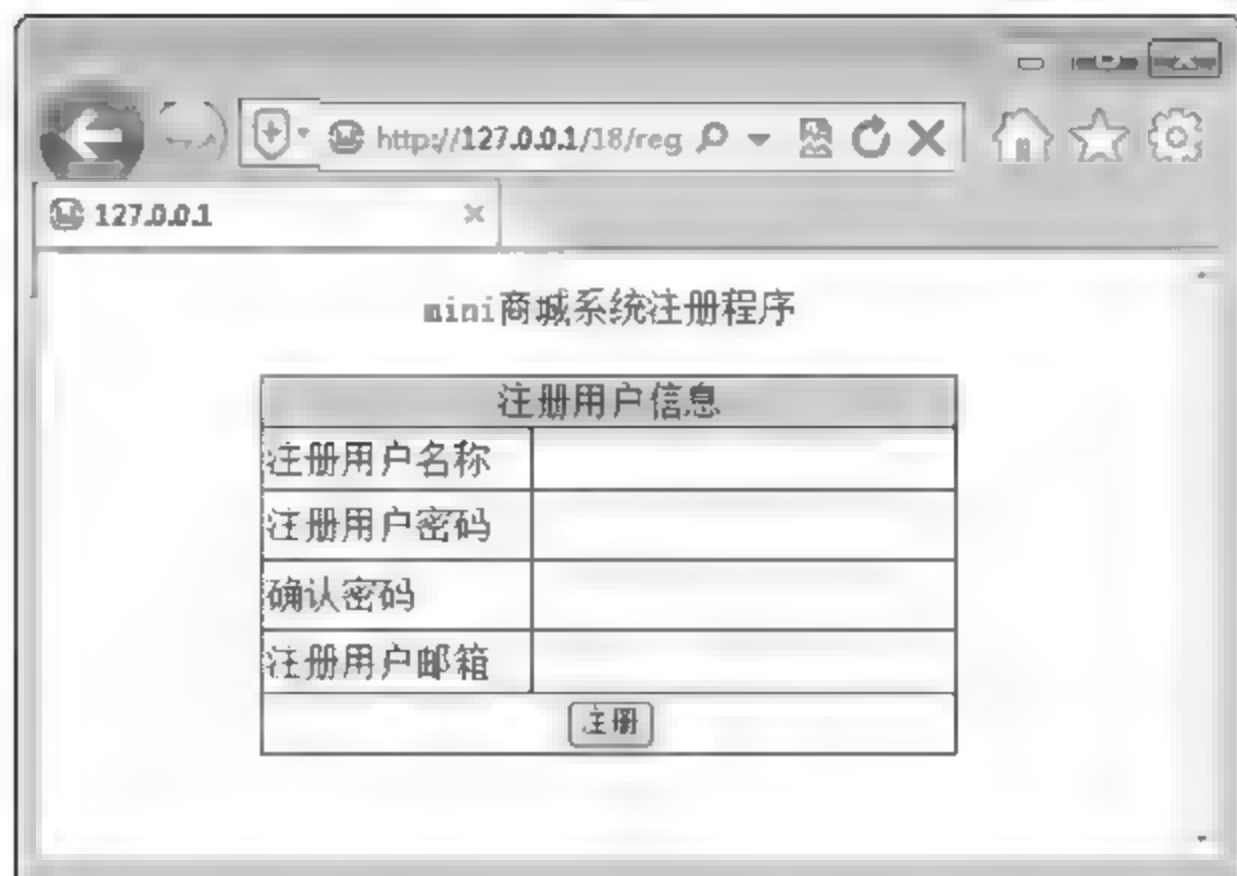 http://127.0.0.1/18/reg
127.0.0.1
mini商城系统注册程序
注册用户信息
注册用户名称
注册用户密码
确认密码
注册用户邮箱
注册